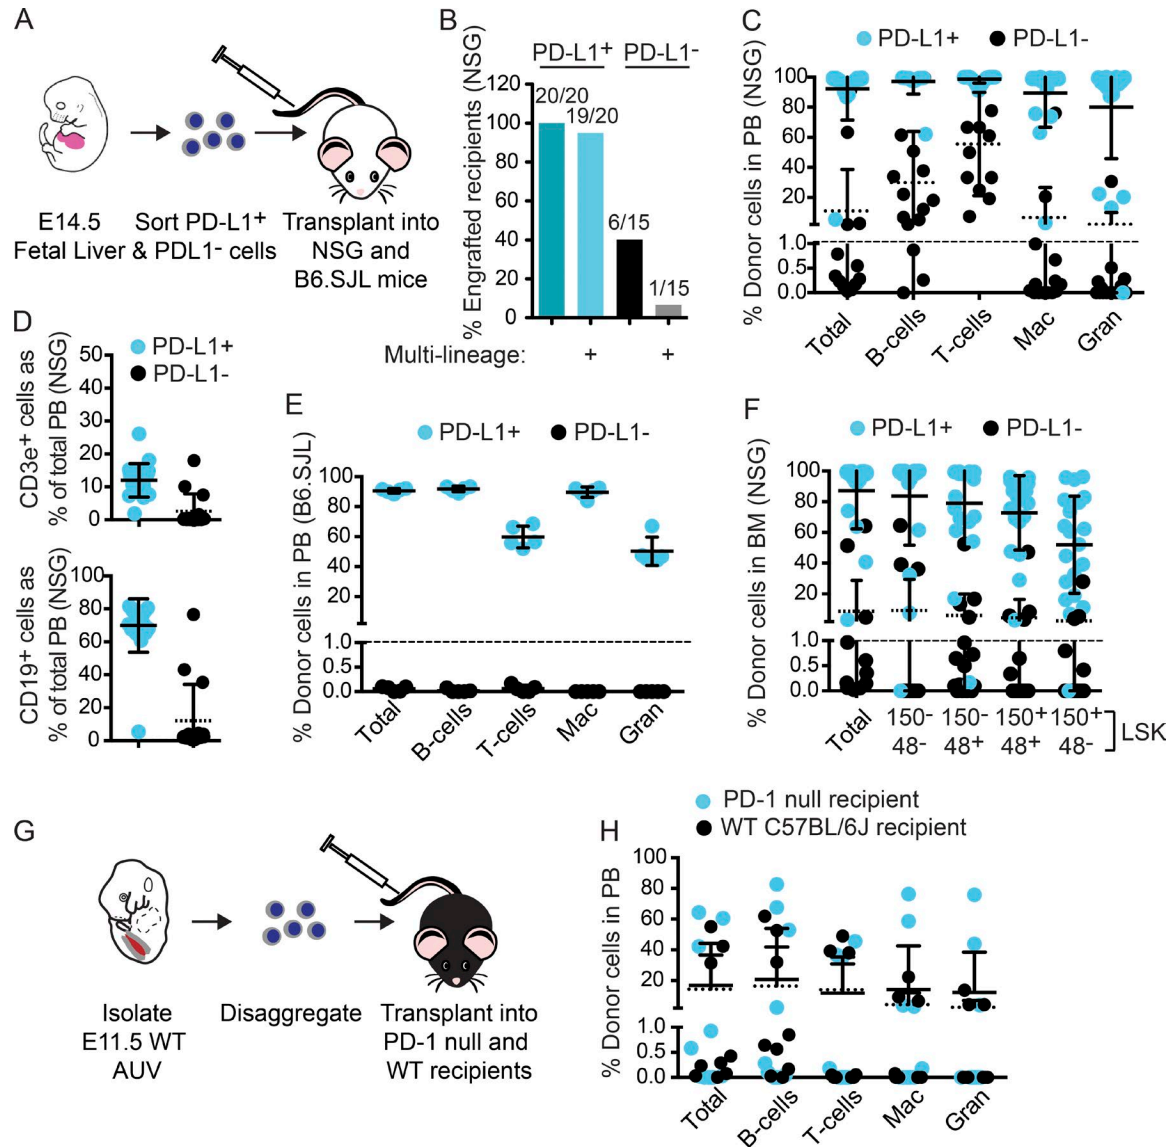 A
E14.5
Fetal Liver
Sort PD-L1+
& PDL1- cells
Transplant into
NSG and
B6.SJL mice
B
PD-L1+
PD-L1-
% Engrafted recipients (NSG)
120
100
80
60
40
20
0
20/20
19/20
6/15
1/15
Multi-lineage:
+
+
C
PD-L1+
PD-L1-
% Donor cells in PB (NSG)
100
80
60
40
20
1.0
0.5
0.0
Total
B-cells
T-cells
Mac
Gran
D
PD-L1+
PD-L1-
CD3e+ cells as
% of total PB (NSG)
50
40
30
20
10
0
CD19+ cells as
% of total PB (NSG)
100
80
60
40
20
0
E
PD-L1+
PD-L1-
% Donor cells in PB (B6.SJL)
100
80
60
40
20
1.0
0.5
0.0
Total
B-cells
T-cells
Mac
Gran
F
PD-L1+
PD-L1-
% Donor cells in BM (NSG)
100
80
60
40
20
1.0
0.5
0.0
Total
150- 150- 150+ 150+
48- 48+ 48+ 48-
LSK
G
Isolate
E11.5 WT
AUV
Disaggregate
Transplant into
PD-1 null and
WT recipients
H
PD-1 null recipient
WT C57BL/6J recipient
% Donor cells in PB
100
80
60
40
20
1.0
0.5
0.0
Total
B-cells
T-cells
Mac
Gran